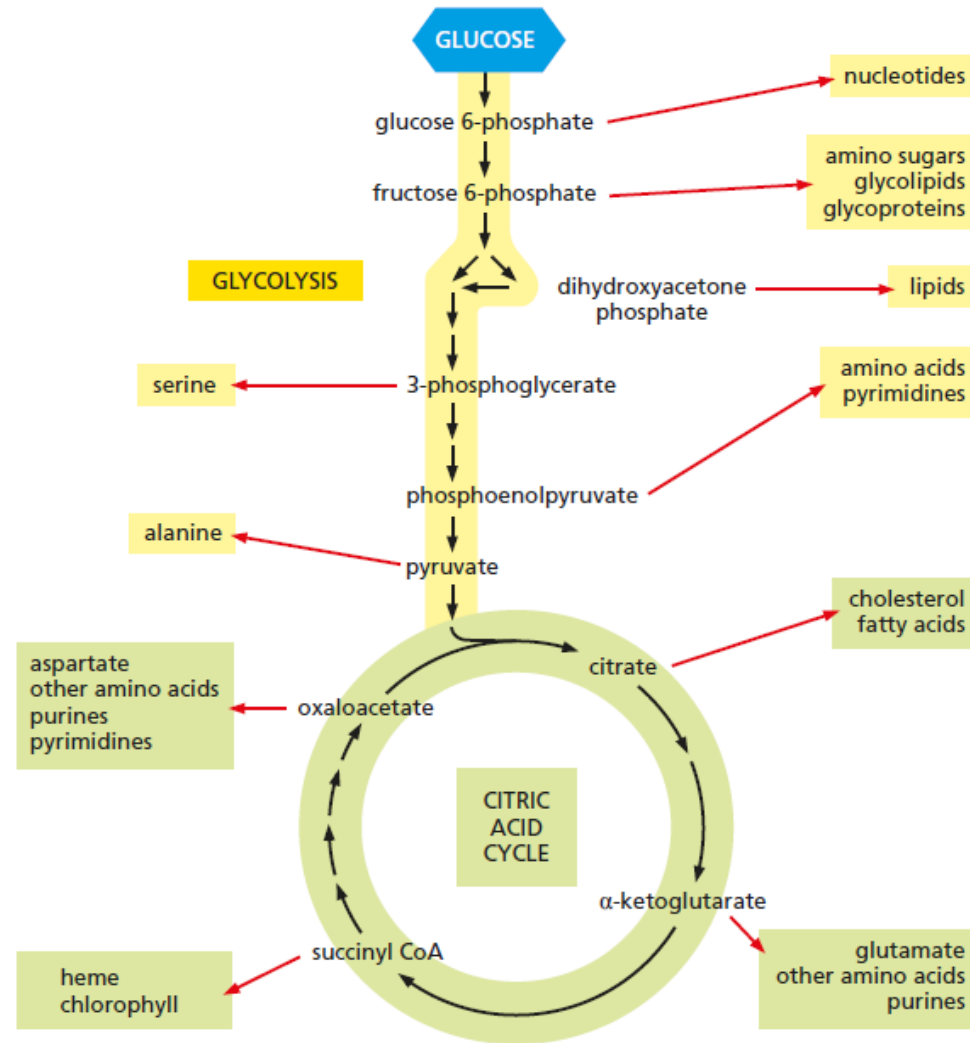 GLUCOSE
nucleotides
glucose 6-phosphate
amino sugars
glycolipids
glycoproteins
fructose 6-phosphate
GLYCOLYSIS
dihydroxyacetone
phosphate
lipids
serine
3-phosphoglycerate
amino acids
pyrimidines
phosphoenolpyruvate
alanine
pyruvate
cholesterol
fatty acids
citrate
aspartate
other amino acids
purines
pyrimidines
oxaloacetate
CITRIC
ACID
CYCLE
α-ketoglutarate
succinyl CoA
heme
chlorophyll
glutamate
other amino acids
purines